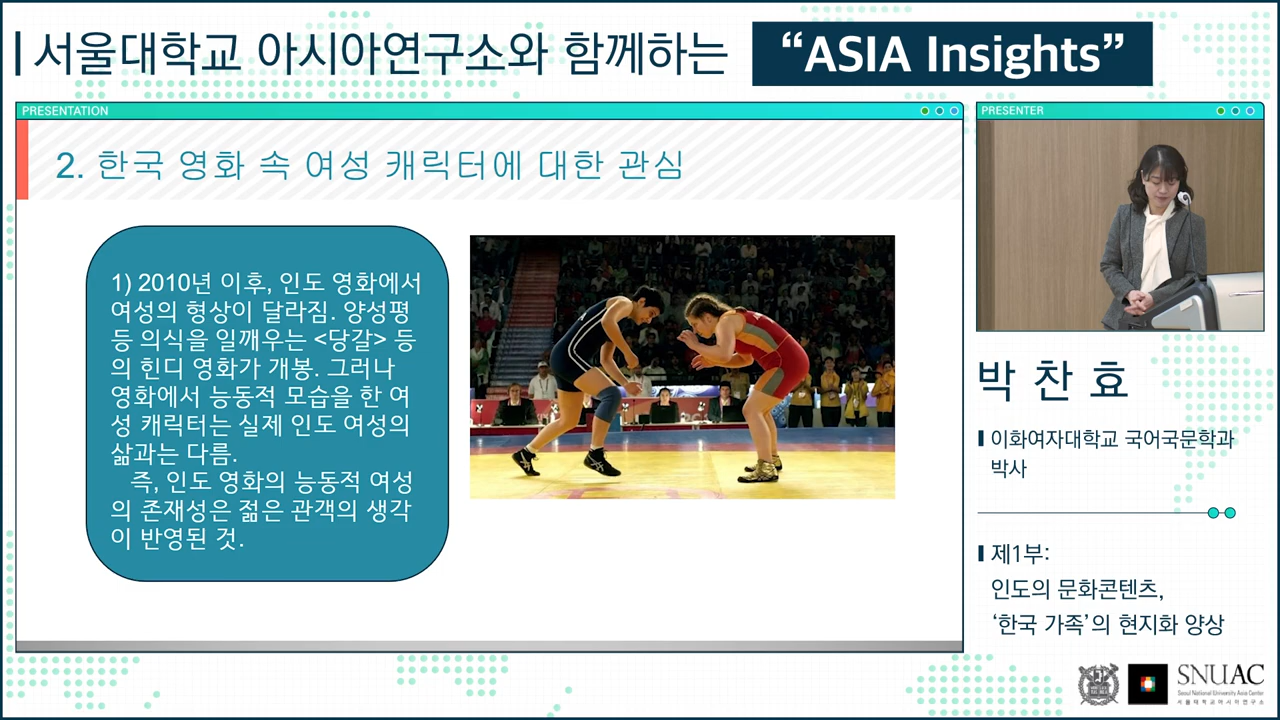 서울대학교 아시아연구소와 함께하는 “ASIA Insights”
PRESENTATION
2. 한국 영화 속 여성 캐릭터에 대한 관심
1) 2010년 이후, 인도 영화에서
여성의 형상이 달라짐. 양성평
등 의식을 일깨우는 <당갈> 등
의 힌디 영화가 개봉. 그러나
영화에서 능동적 모습을 한 여
성 캐릭터는 실제 인도 여성의
삶과는 다름.
즉, 인도 영화의 능동적 여성
의 존재성은 젊은 관객의 생각
이 반영된 것.
PRESENTER
박 찬 효
이화여자대학교 국어국문학과
박사
제1부:
인도의 문화콘텐츠,
‘한국 가족’의 현지화 양상
SNUAC
Seoul National University Asia Center
서울대학교아시아연구소